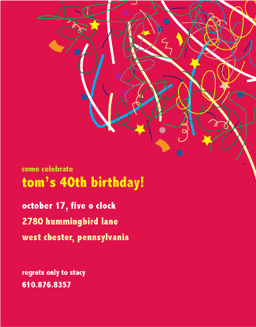 come celebrate
tom's 40th birthday!
october 17, five o clock
2780 hummingbird lane
west chester, pennsylvania
regrets only to stacy
610.876.8357